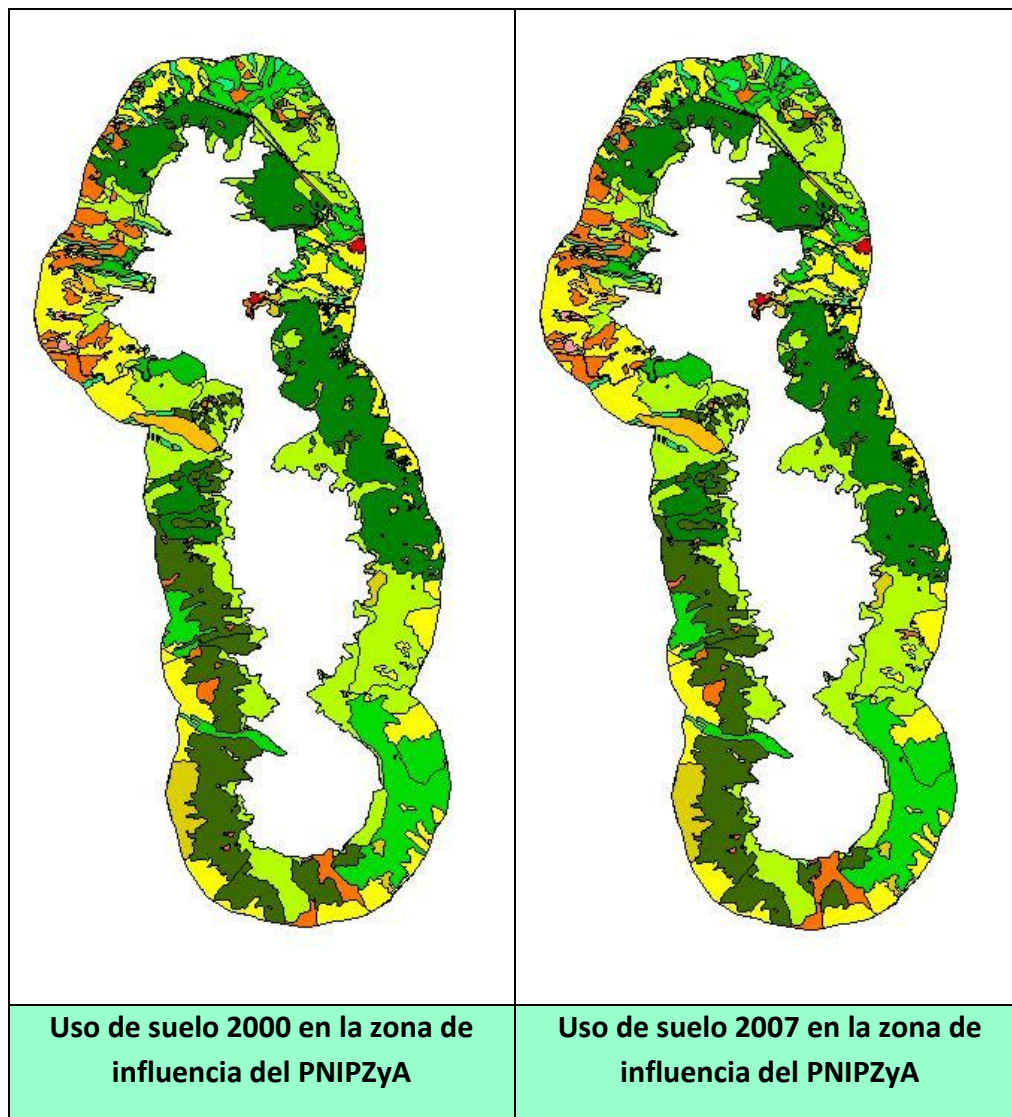 Uso de suelo 2000 en la zona de
influencia del PNIPZyA
Uso de suelo 2007 en la zona de
influencia del PNIPZyA